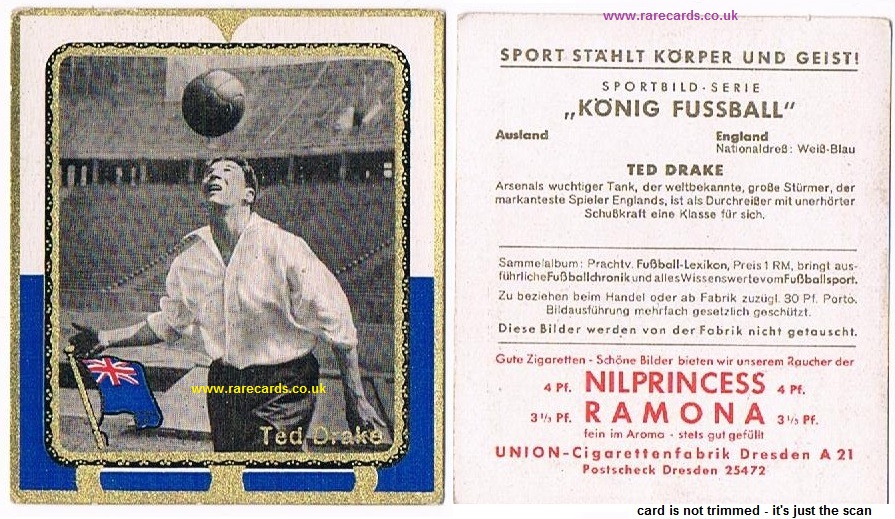 www.rarecards.co.uk
Ted Drake
www.rarecards.co.uk
SPORT STÄHLT KÖRPER UND GEIST!
SPORTBILD-SERIE
„KÖNIG FUSSBALL“
Ausland England
Nationaldreß: Weiß-Blau
TED DRAKE
Arsenals wuchtiger Tank, der weltbekannte, große Stürmer, der
markanteste Spieler Englands, ist als Durchreißer mit unerhörter
Schußkraft eine Klasse für sich.
Sammelalbum: Prachtv. Fußball-Lexikon, Preis 1 RM, bringt aus-
führliche Fußballchronik und alles Wissenswerte vom Fußballsport.
Zu beziehen beim Handel oder ab Fabrik zuzügl. 30 Pf. Porto.
Bildausführung mehrfach gesetzlich geschützt.
Diese Bilder werden von der Fabrik nicht getauscht.
Gute Zigaretten - Schöne Bilder bieten wir unserem Raucher der
4 Pf. NILPRINCESS 4 Pf.
3⅓ Pf. RAMONA 3⅓ Pf.
fein im Aroma - stets gut gefüllt
UNION-Cigarettenfabrik Dresden A 21
Postscheck Dresden 25472
card is not trimmed - it's just the scan